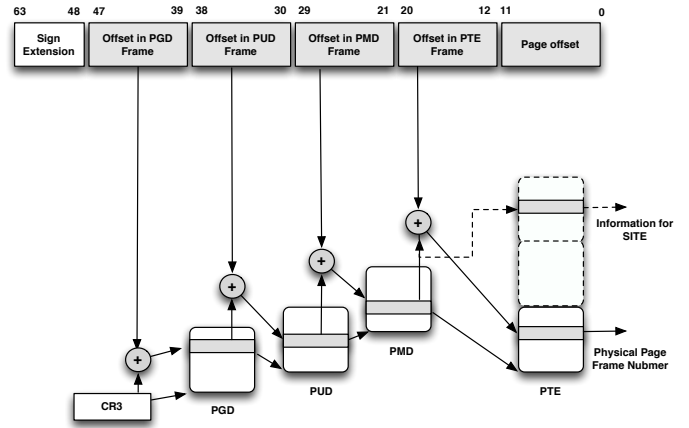 63 48 47 39 38 30 29 21 20 12 11 0
Sign Extension
Offset in PGD Frame
Offset in PUD Frame
Offset in PMD Frame
Offset in PTE Frame
Page offset
+
+
+
+
Information for
SITE
PMD
PUD
PGD
CR3
PTE
Physical Page
Frame Nubmer